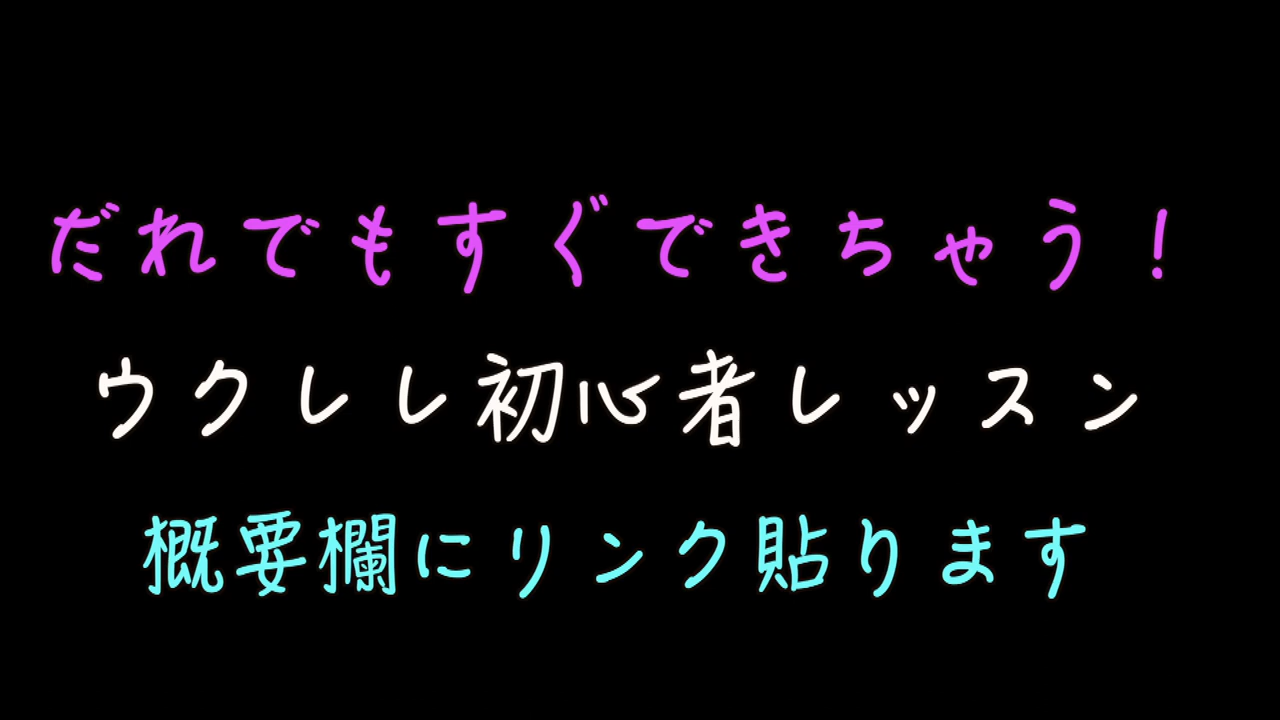 だれでもすぐできちゃう！
ウクレレ初心者レッスン
概要欄にリンク貼ります